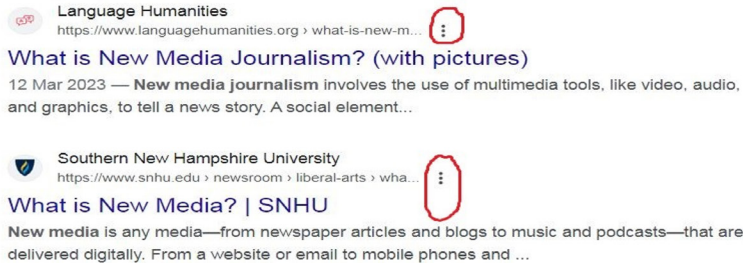 Language Humanities
https://www.languagehumanities.org › what-is-new-m...
What is New Media Journalism? (with pictures)
12 Mar 2023 — New media journalism involves the use of multimedia tools, like video, audio,
and graphics, to tell a news story. A social element...
Southern New Hampshire University
https://www.snhu.edu › newsroom › liberal-arts › wha...
What is New Media? | SNHU
New media is any media—from newspaper articles and blogs to music and podcasts—that are
delivered digitally. From a website or email to mobile phones and ...